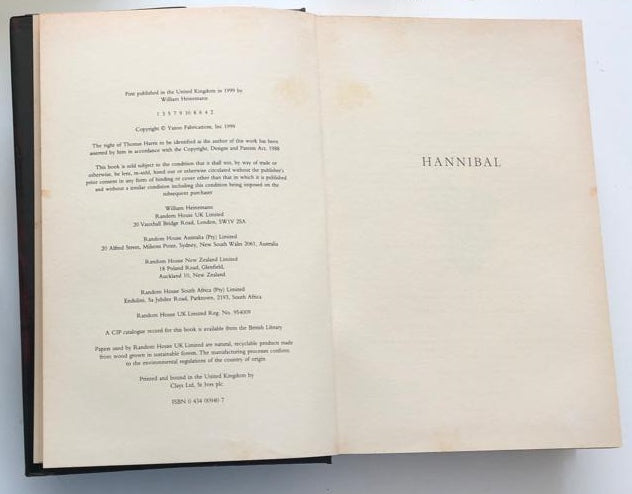 First published in the United Kingdom in 1999 by
William Heinemann
1 3 5 7 9 10 8 6 4 2
Copyright © Yazoo Fabrications, Inc 1999
The right of Thomas Harris to be identified as the author of this work has been
asserted by him in accordance with the Copyright, Designs and Patents Act, 1988
This book is sold subject to the condition that it shall not, by way of trade or
otherwise, be lent, re-sold, hired out or otherwise circulated without the publisher's
prior consent in any form of binding or cover other than that in which it is published
and without a similar condition including this condition being imposed on the
subsequent purchaser
William Heinemann
Random House UK Limited
20 Vauxhall Bridge Road, London, SW1V 2SA
Random House Australia (Pty) Limited
20 Alfred Street, Milsons Point, Sydney, New South Wales 2061, Australia
Random House New Zealand Limited
18 Poland Road, Glenfield,
Auckland 10, New Zealand
Random House South Africa (Pty) Limited
Endulini, 5a Jubilee Road, Parktown, 2193, South Africa
Random House UK Limited Reg. No. 954009
A CIP catalogue record for this book is available from the British Library
Papers used by Random House UK Limited are natural, recyclable products made
from wood grown in sustainable forests. The manufacturing processes conform
to the environmental regulations of the country of origin
Printed and bound in the United Kingdom by
Clays Ltd, St Ives plc
ISBN 0 434 00940 7
HANNIBAL